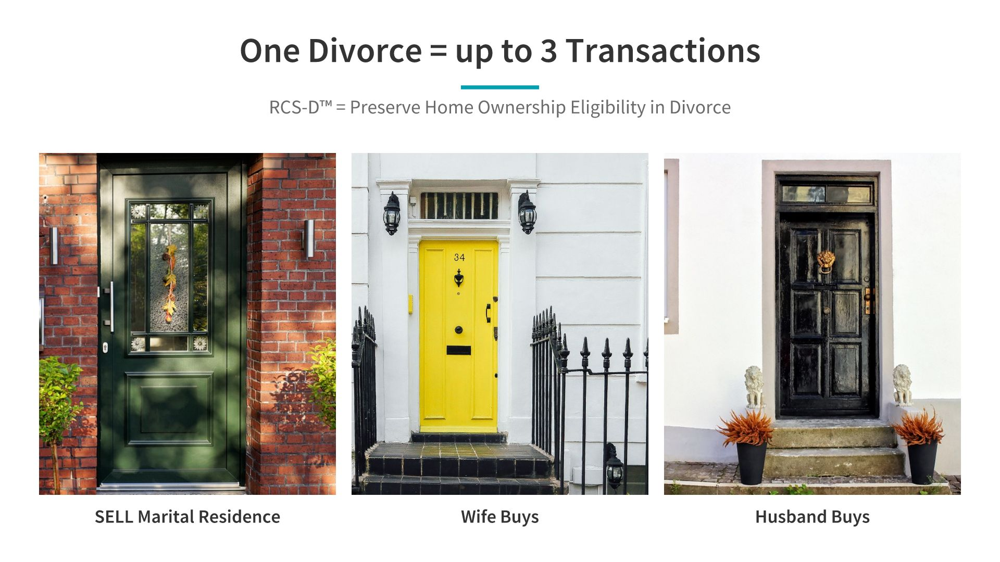 One Divorce = up to 3 Transactions
RCS-D™ = Preserve Home Ownership Eligibility in Divorce
34
SELL Marital Residence
Wife Buys
Husband Buys